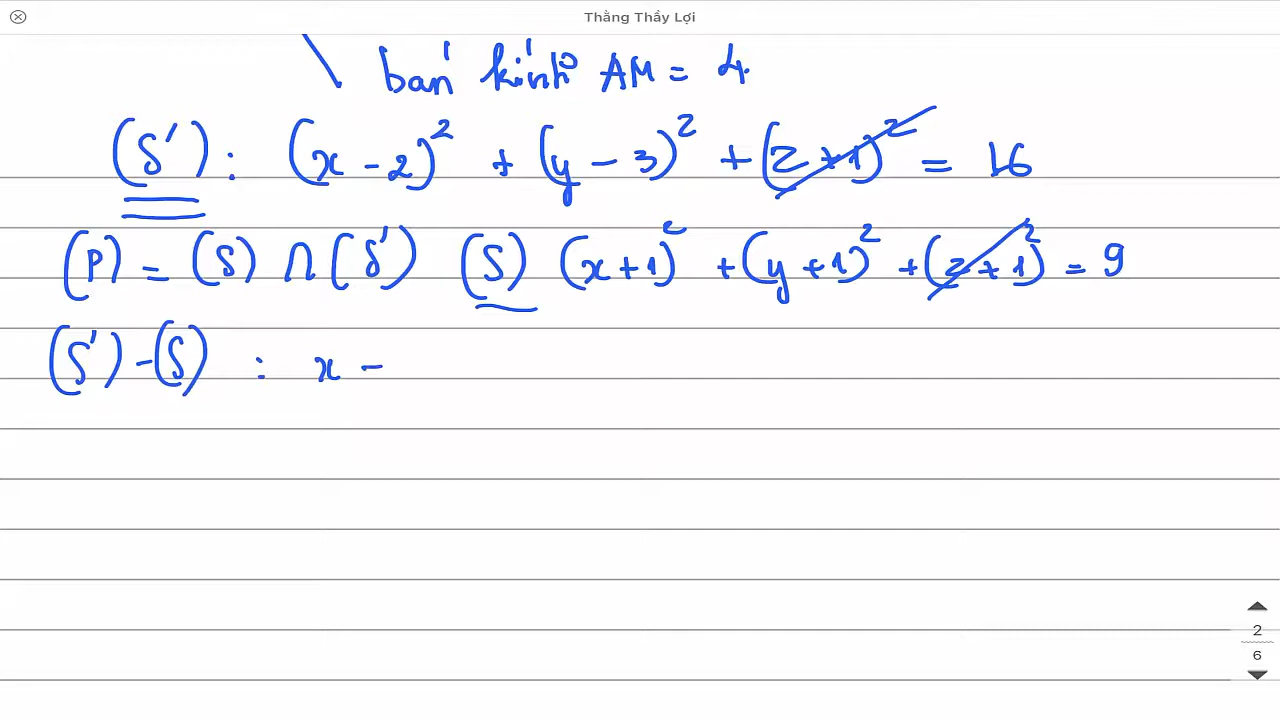 Thằng Thầy Lợi
bán kính AM = 4
(S'): (x - 2)² + (y - 3)² + (z + 1)² = 16
(P) = (S) ∩ (S') (S) (x + 1)² + (y + 1)² + (z + 1)² = 9
(S') - (S) : x -
2
6